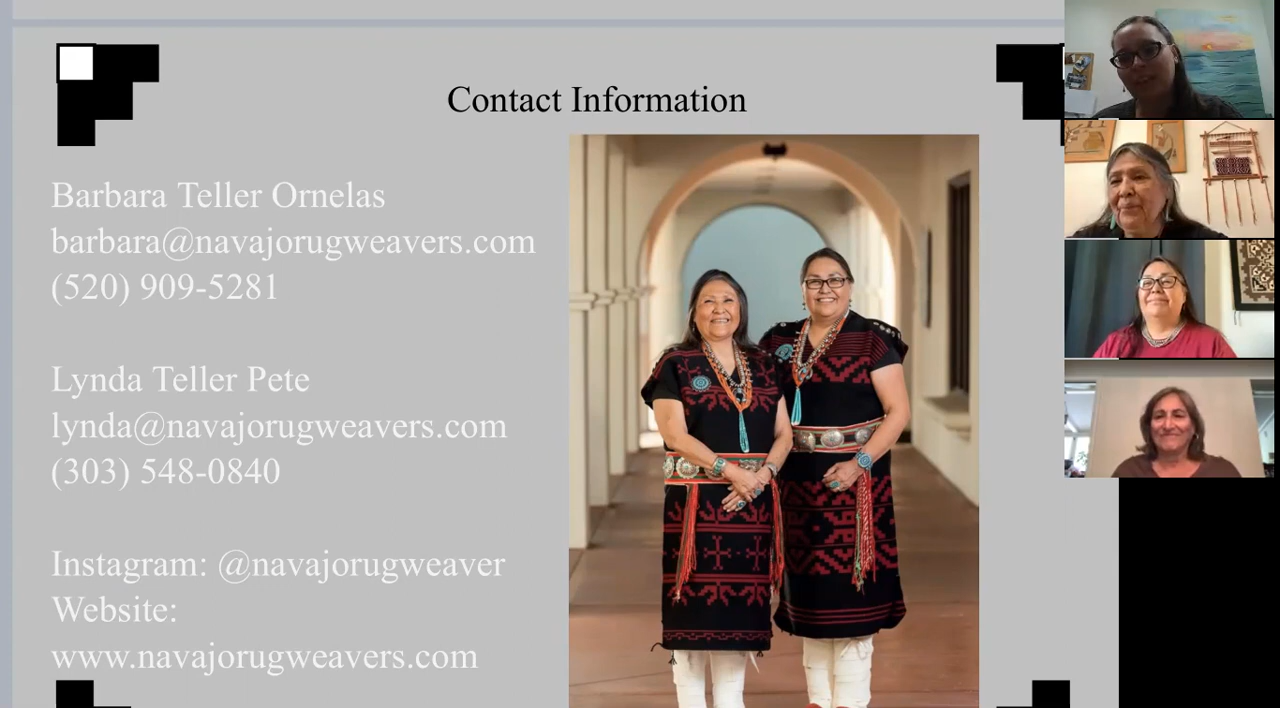 Contact Information
Barbara Teller Ornelas
barbara@navajorugweavers.com
(520) 909-5281
Lynda Teller Pete
lynda@navajorugweavers.com
(303) 548-0840
Instagram: @navajorugweaver
Website:
www.navajorugweavers.com